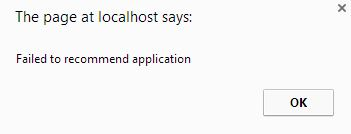 The page at localhost says:
Failed to recommend application
OK